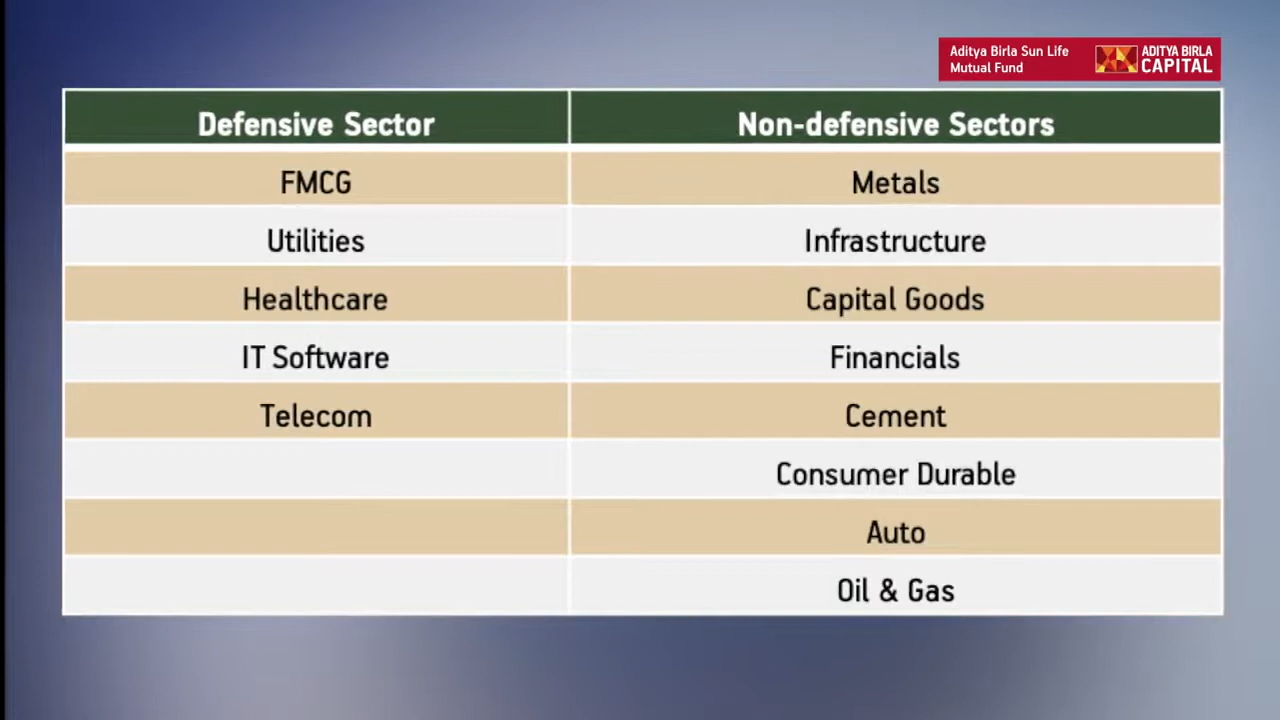 Aditya Birla Sun Life
Mutual Fund
ADITYA BIRLA
CAPITAL
Defensive Sector Non-defensive Sectors
FMCG Metals
Utilities Infrastructure
Healthcare Capital Goods
IT Software Financials
Telecom Cement
Consumer Durable
Auto
Oil & Gas